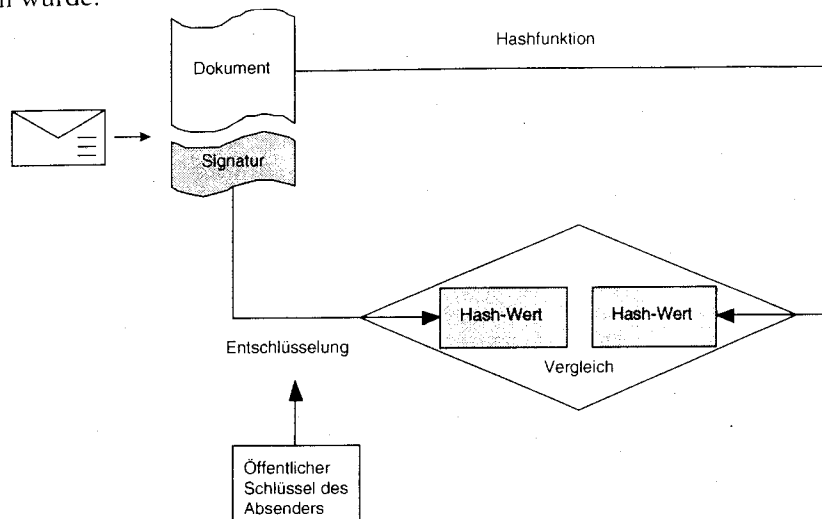 wurde.
Dokument
Hashfunktion
Signatur
Hash-Wert
Hash-Wert
Entschlüsselung
Vergleich
Öffentlicher
Schlüssel des
Absenders